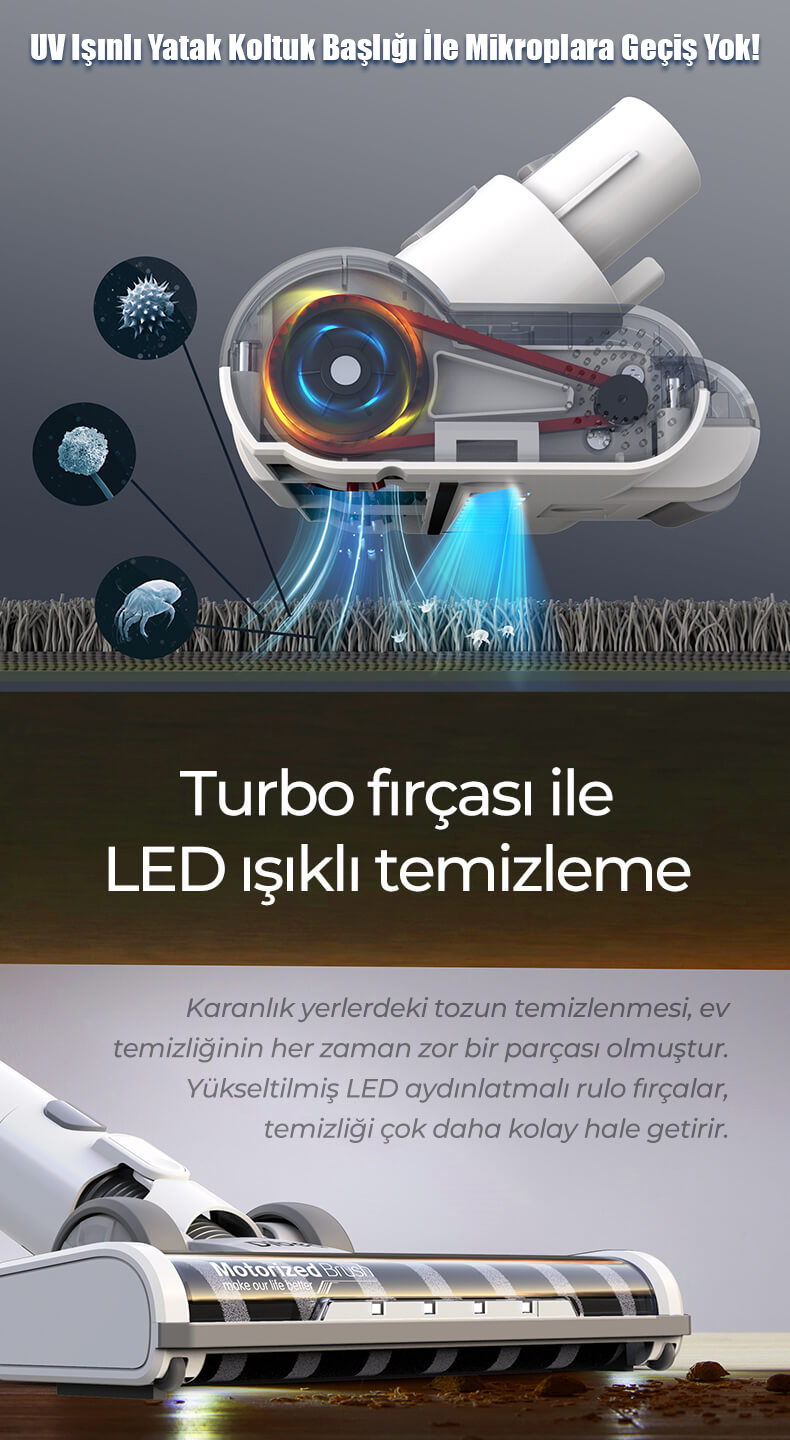 UV Işınlı Yatak Koltuk Başlığı İle Mikroplara Geçiş Yok!
Turbo fırçası ile
LED ışıklı temizleme
Karanlık yerlerdeki tozun temizlenmesi, ev
temizliğinin her zaman zor bir parçası olmuştur.
Yükseltilmiş LED aydınlatmalı rulo fırçalar,
temizliği çok daha kolay hale getirir.
Motorized Brush
make our life better